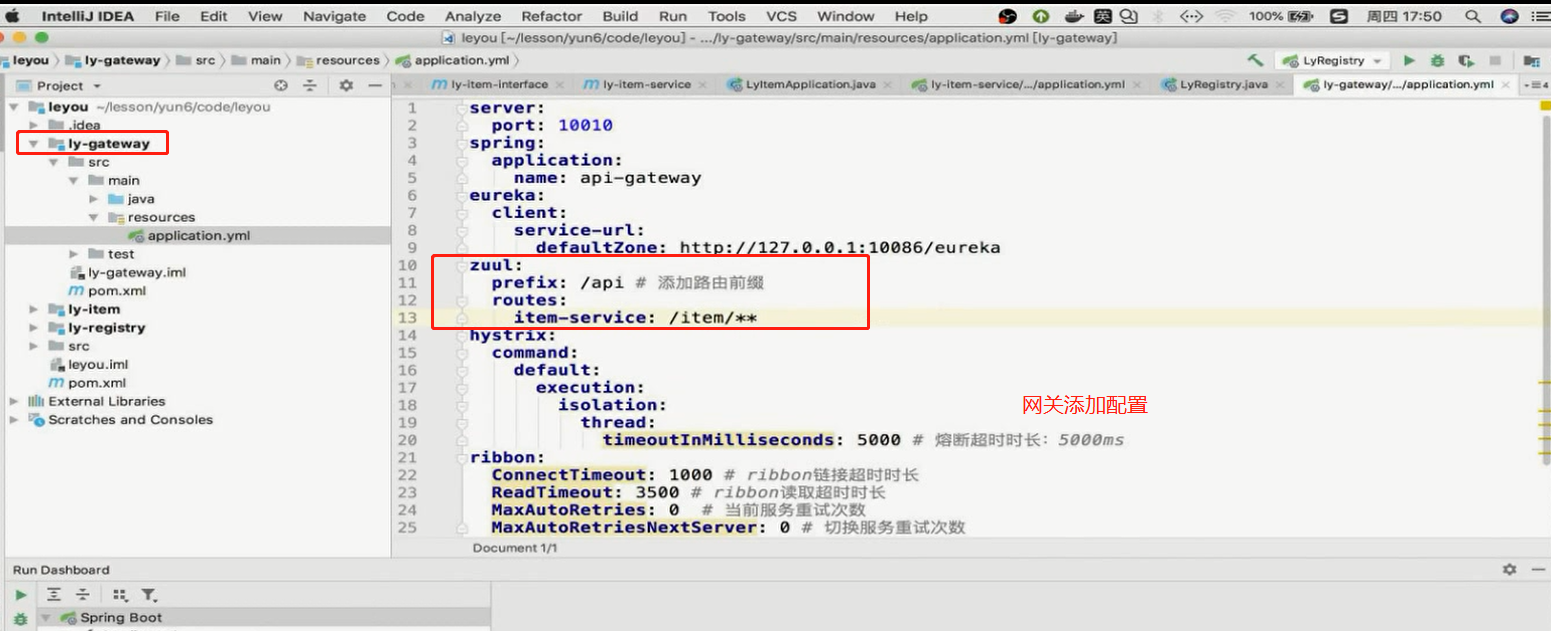 IntelliJ IDEA File Edit View Navigate Code Analyze Refactor Build Run Tools VCS Window Help 英 100% 周四 17:50
leyou [~/lesson/yun6/code/leyou] - .../ly-gateway/src/main/resources/application.yml [ly-gateway]
leyou ly-gateway src main resources application.yml LyRegistry
Project ly-item-interface ly-item-service LyItemApplication.java ly-item-service/.../application.yml LyRegistry.java ly-gateway/.../application.yml
leyou ~/lesson/yun6/code/leyou
.idea
ly-gateway
src
main
java
resources
application.yml
test
ly-gateway.iml
pom.xml
ly-item
ly-registry
src
leyou.iml
pom.xml
External Libraries
Scratches and Consoles
1 server:
2 port: 10010
3 spring:
4 application:
5 name: api-gateway
6 eureka:
7 client:
8 service-url:
9 defaultZone: http://127.0.0.1:10086/eureka
10 zuul:
11 prefix: /api # 添加路由前缀
12 routes:
13 item-service: /item/**
14 hystrix:
15 command:
16 default:
17 execution:
18 isolation:
19 thread:
20 timeoutInMilliseconds: 5000 # 熔断超时时长：5000ms
21 ribbon:
22 ConnectTimeout: 1000 # ribbon链接超时时长
23 ReadTimeout: 3500 # ribbon读取超时时长
24 MaxAutoRetries: 0 # 当前服务重试次数
25 MaxAutoRetriesNextServer: 0 # 切换服务重试次数
网关添加配置
Document 1/1
Run Dashboard
Spring Boot